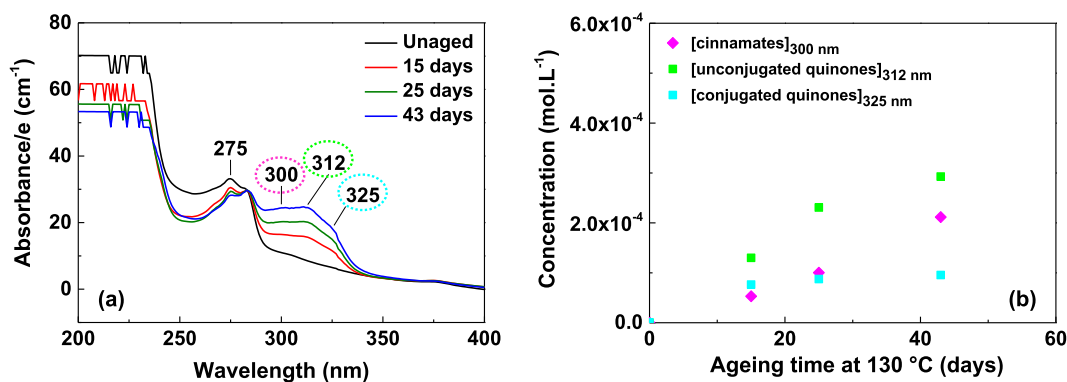 80
60
40
20
0
200
250
300
350
400
Absorbance/e (cm⁻¹)
Wavelength (nm)
(a)
Unaged
15 days
25 days
43 days
275
300
312
325
6.0x10⁻⁴
4.0x10⁻⁴
2.0x10⁻⁴
0.0
0
20
40
60
Concentration (mol.L⁻¹)
Ageing time at 130 °C (days)
(b)
[cinnamates]300 nm
[unconjugated quinones]312 nm
[conjugated quinones]325 nm